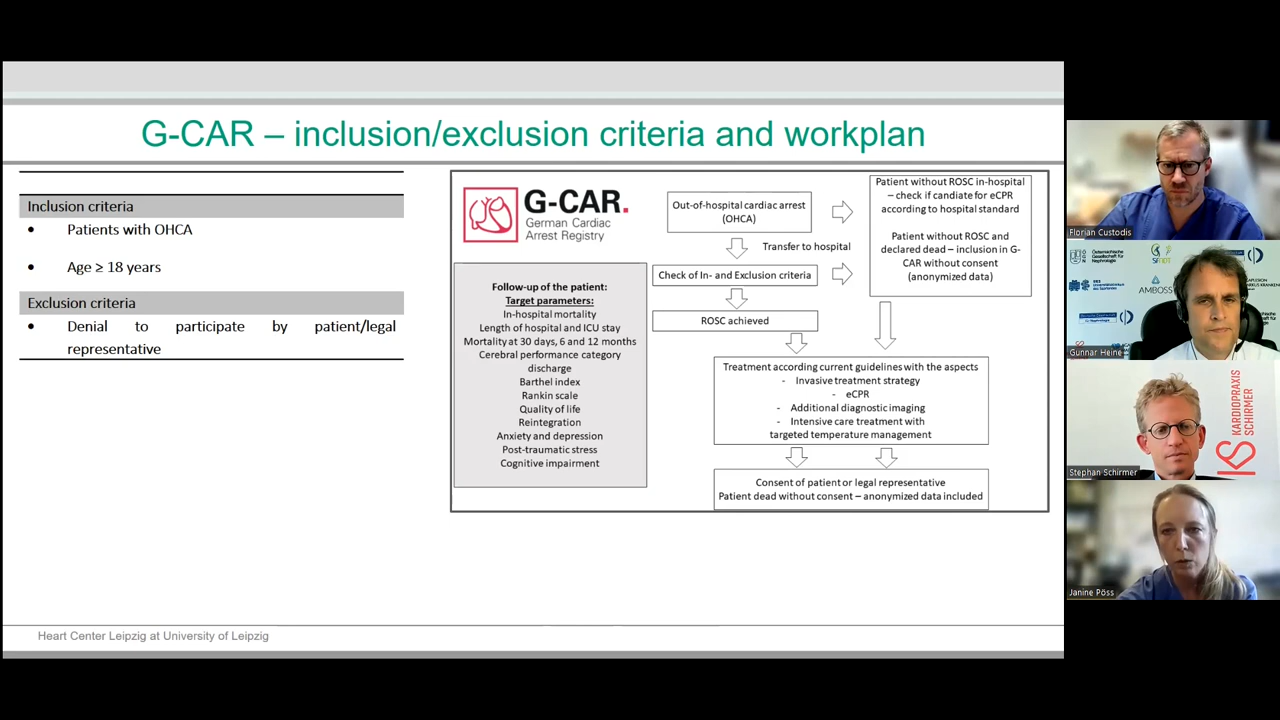 G-CAR – inclusion/exclusion criteria and workplan
Inclusion criteria
• Patients with OHCA
• Age ≥ 18 years
Exclusion criteria
• Denial to participate by patient/legal
representative
G-CAR.
German Cardiac
Arrest Registry
Follow-up of the patient:
Target parameters:
In-hospital mortality
Length of hospital and ICU stay
Mortality at 30 days, 6 and 12 months
Cerebral performance category
discharge
Barthel index
Rankin scale
Quality of life
Reintegration
Anxiety and depression
Post-traumatic stress
Cognitive impairment
Out-of-hospital cardiac arrest
(OHCA)
Transfer to hospital
Check of In- and Exclusion criteria
ROSC achieved
Patient without ROSC in-hospital
– check if candiate for eCPR
according to hospital standard
Patient without ROSC and
declared dead – inclusion in G-
CAR without consent
(anonymized data)
Treatment according current guidelines with the aspects
- Invasive treatment strategy
- eCPR
- Additional diagnostic imaging
- Intensive care treatment with
targeted temperature management
Consent of patient or legal representative
Patient dead without consent – anonymized data included
Heart Center Leipzig at University of Leipzig
Florian Custodis
AMBOSS
Gunnar Heine
KARDIOPRAXIS
SCHIRMER
Stephan Schirmer
Janine Pöss